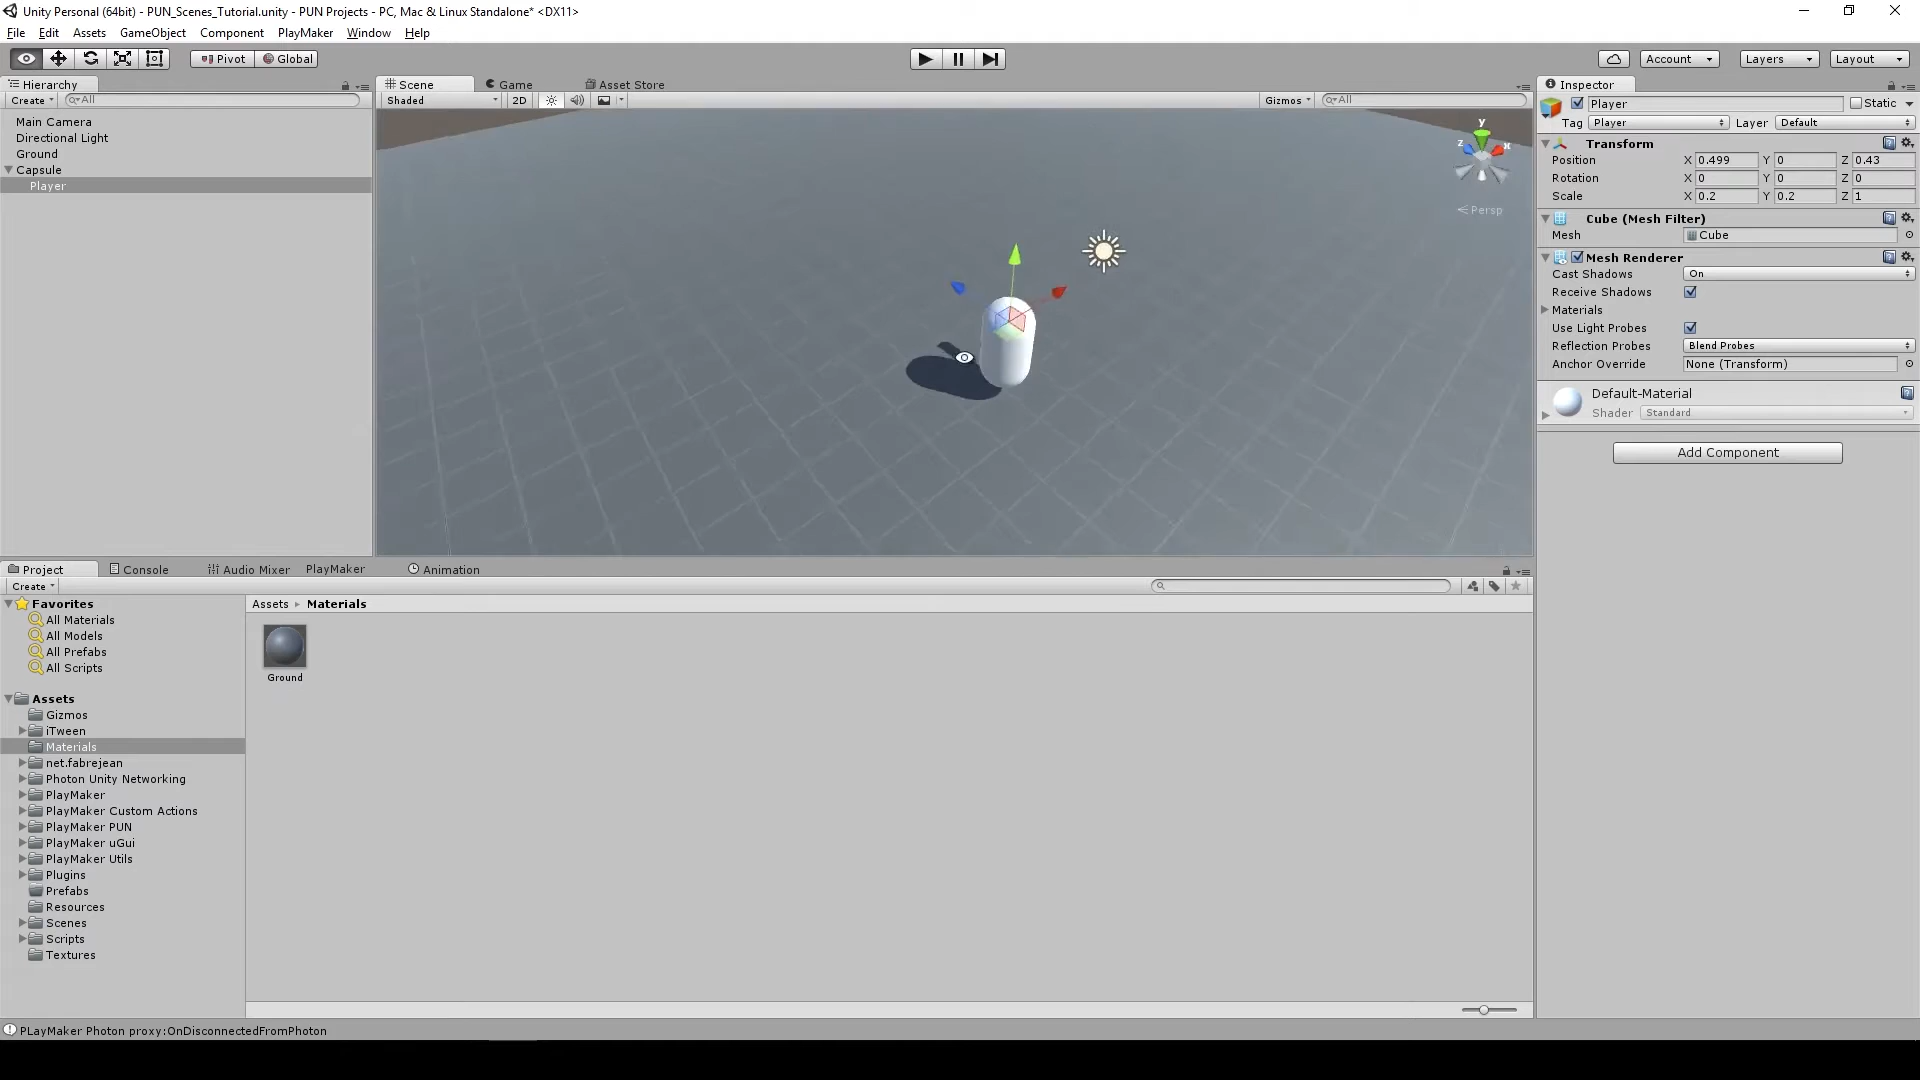 Unity Personal (64bit) - PUN_Scenes_Tutorial.unity - PUN Projects - PC, Mac & Linux Standalone* <DX11>
File Edit Assets GameObject Component PlayMaker Window Help
Pivot Global Account Layers Layout
Hierarchy
Create All
Main Camera
Directional Light
Ground
Capsule
Player
Scene Game Asset Store
Shaded 2D Gizmos All
y
z x
Persp
Inspector
Player Static
Tag Player Layer Default
Transform
Position X 0.499 Y 0 Z 0.43
Rotation X 0 Y 0 Z 0
Scale X 0.2 Y 0.2 Z 1
Cube (Mesh Filter)
Mesh Cube
Mesh Renderer
Cast Shadows On
Receive Shadows
Materials
Use Light Probes
Reflection Probes Blend Probes
Anchor Override None (Transform)
Default-Material
Shader Standard
Add Component
Project Console Audio Mixer PlayMaker Animation
Create
Favorites
All Materials
All Models
All Prefabs
All Scripts
Assets
Gizmos
iTween
Materials
net.fabrejean
Photon Unity Networking
PlayMaker
PlayMaker Custom Actions
PlayMaker PUN
PlayMaker uGui
PlayMaker Utils
Plugins
Prefabs
Resources
Scenes
Scripts
Textures
Assets ▸ Materials
Ground
PLayMaker Photon proxy:OnDisconnectedFromPhoton